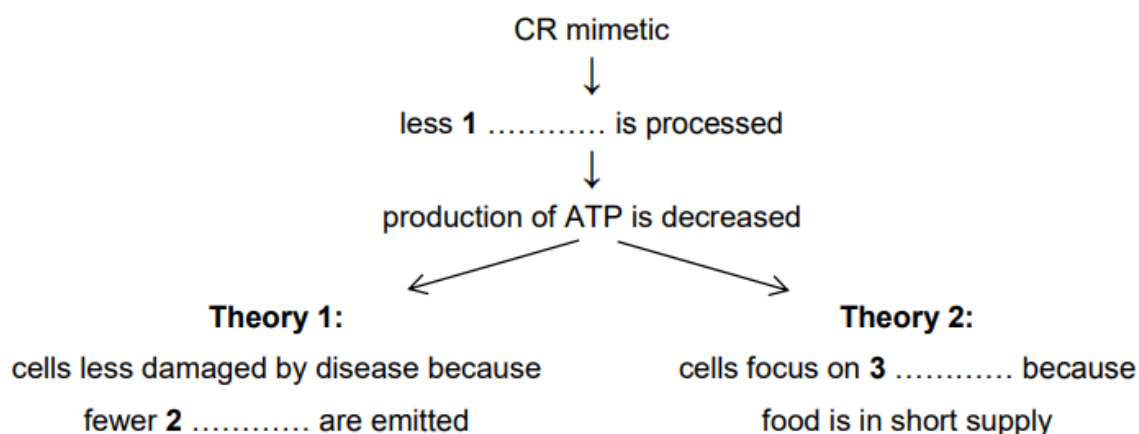 CR mimetic
less 1 ............ is processed
production of ATP is decreased
Theory 1:
cells less damaged by disease because
fewer 2 ............ are emitted
Theory 2:
cells focus on 3 ............ because
food is in short supply